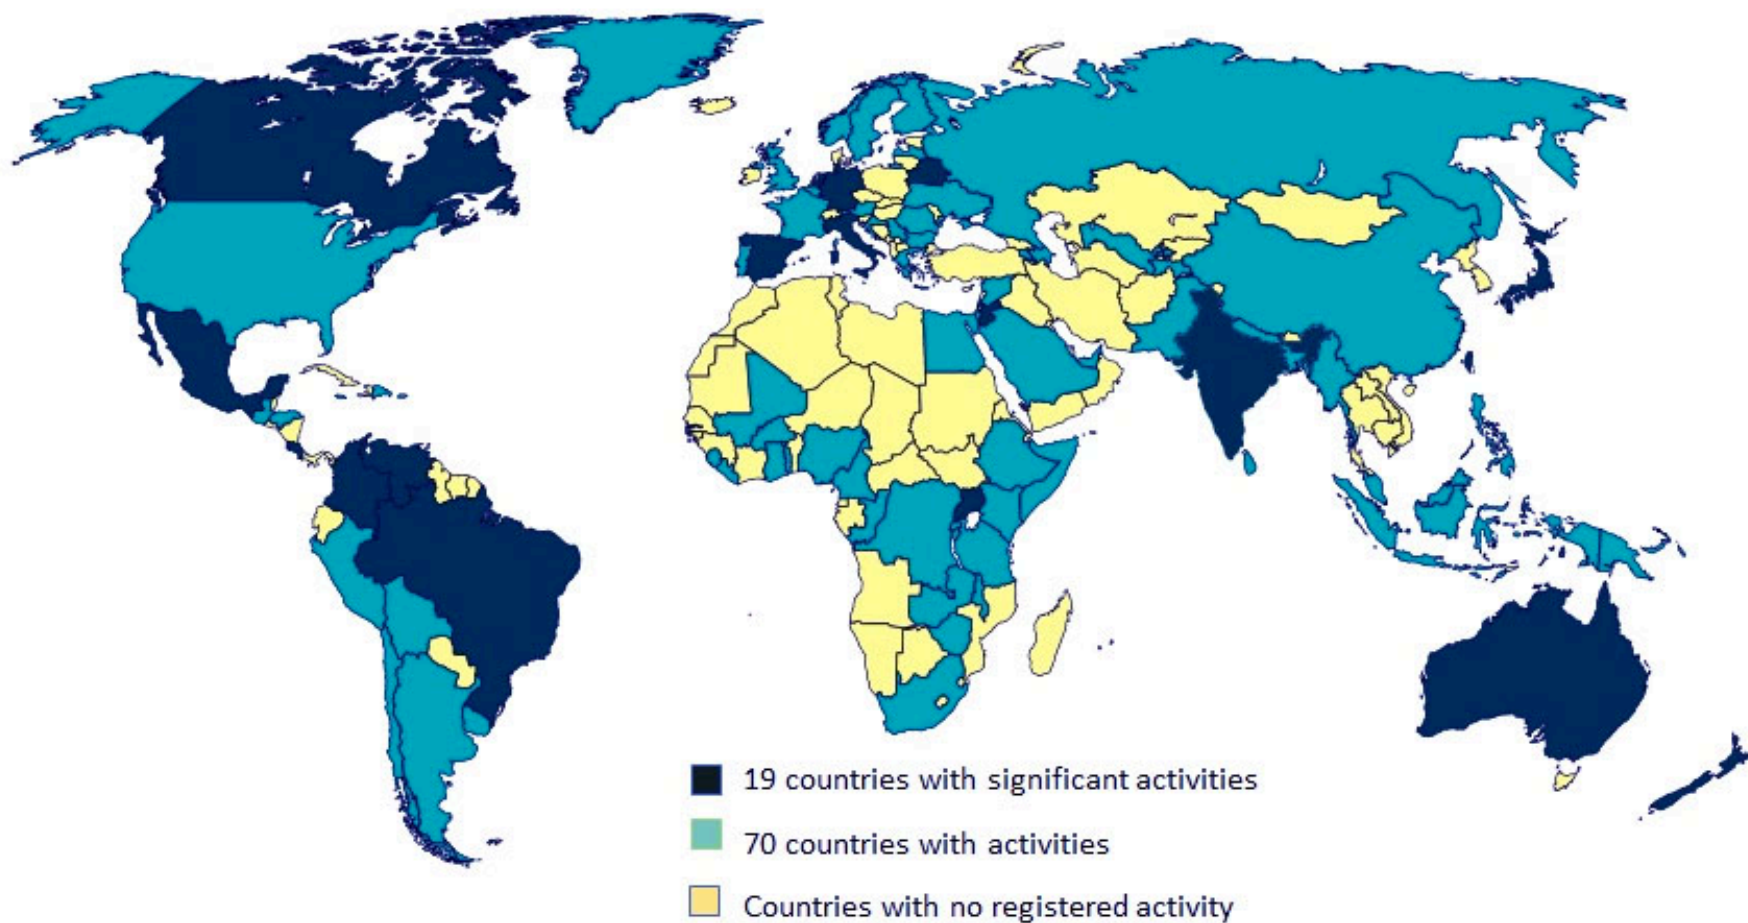 19 countries with significant activities
70 countries with activities
Countries with no registered activity